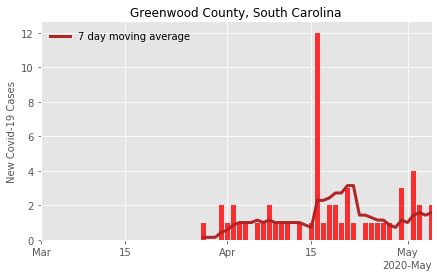 Greenwood County, South Carolina
7 day moving average
New Covid-19 Cases
12
10
8
6
4
2
0
Mar
15
Apr
15
May
2020-May